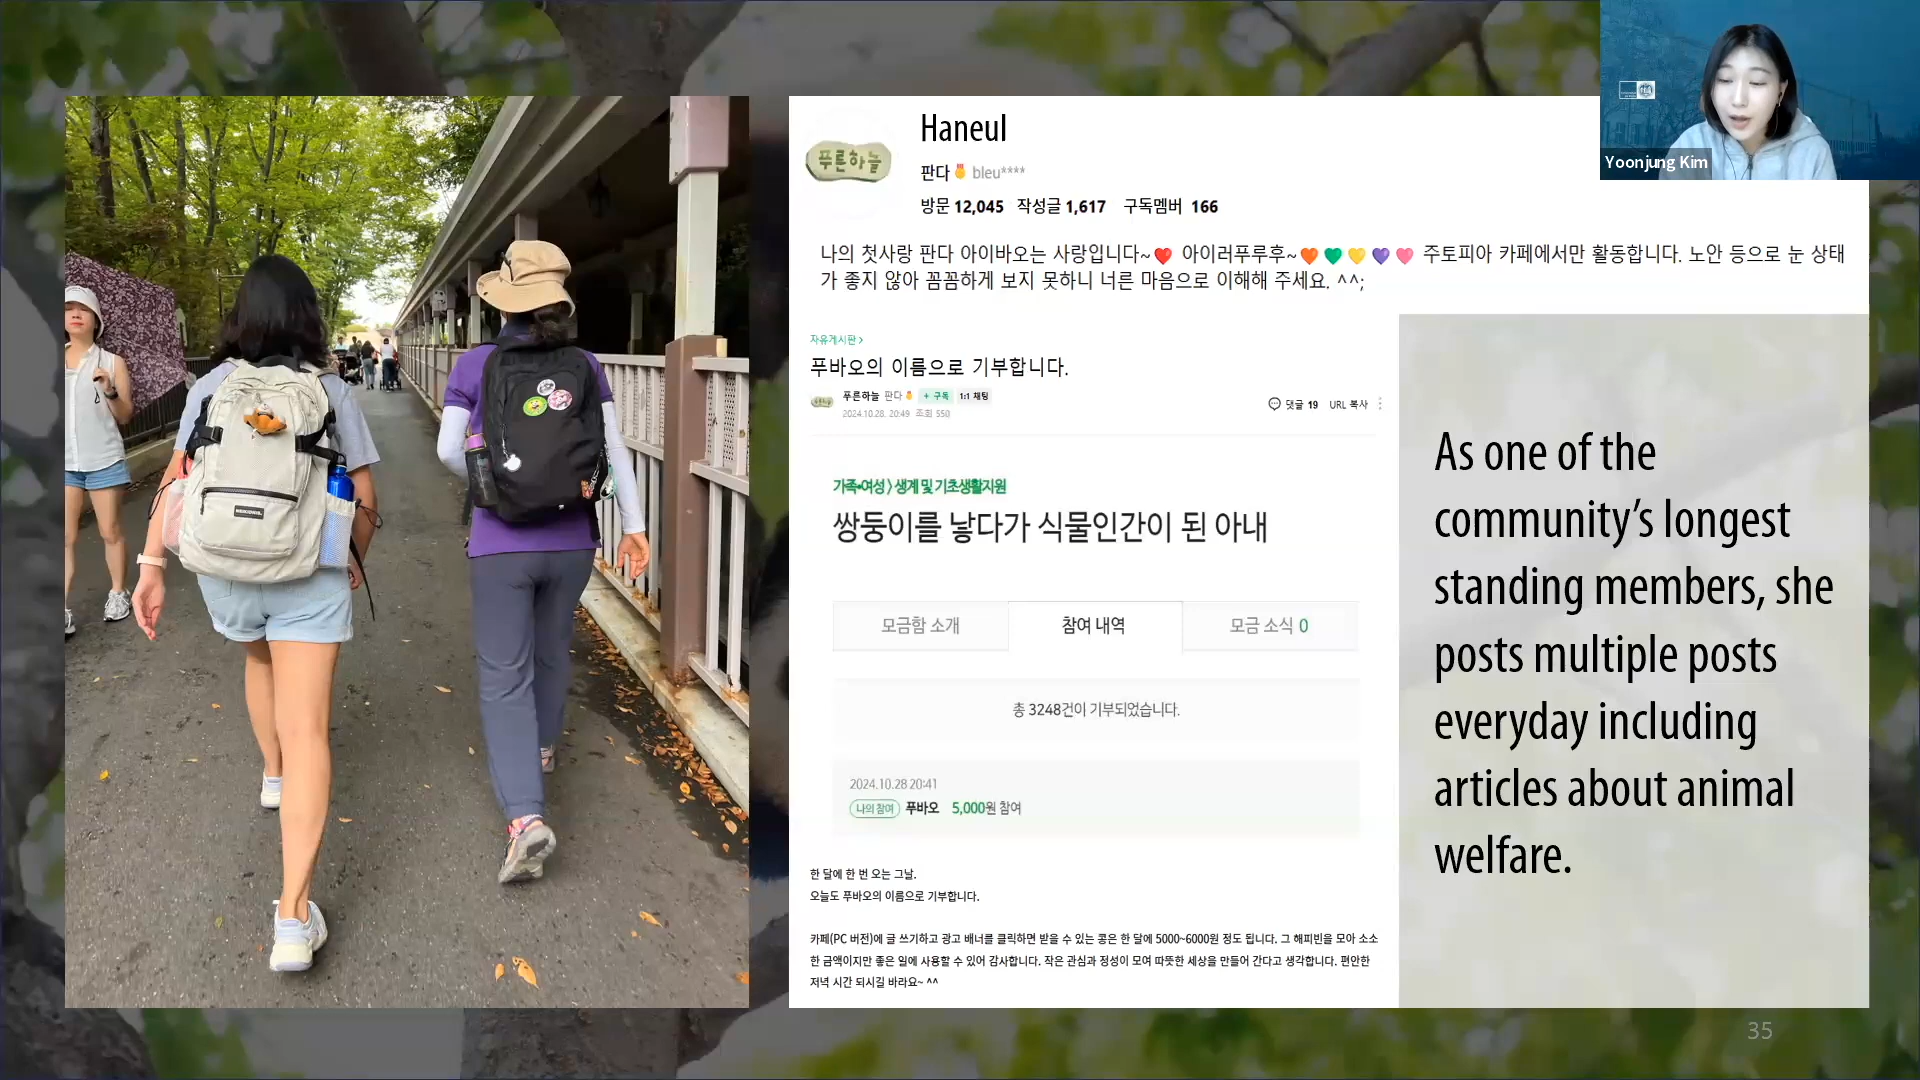 Yoonjung Kim
푸른하늘
Haneul
판다 bleu****
방문 12,045 작성글 1,617 구독멤버 166
나의 첫사랑 판다 아이바오는 사랑입니다~❤️ 아이러푸루후~🧡💚💛💜🩷 주토피아 카페에서만 활동합니다. 노안 등으로 눈 상태
가 좋지 않아 꼼꼼하게 보지 못하니 너른 마음으로 이해해 주세요. ^^;
자유게시판 >
푸바오의 이름으로 기부합니다.
푸른하늘 판다 + 구독 1:1 채팅
2024.10.28. 20:49 조회 550
댓글 19 URL 복사
가족•여성 > 생계 및 기초생활지원
쌍둥이를 낳다가 식물인간이 된 아내
모금함 소개 참여 내역 모금 소식 0
총 3248건이 기부되었습니다.
2024.10.28 20:41
나의 참여 푸바오 5,000원 참여
한 달에 한 번 오는 그날.
오늘도 푸바오의 이름으로 기부합니다.
카페(PC 버전)에 글 쓰기하고 광고 배너를 클릭하면 받을 수 있는 콩은 한 달에 5000~6000원 정도 됩니다. 그 해피빈을 모아 소소
한 금액이지만 좋은 일에 사용할 수 있어 감사합니다. 작은 관심과 정성이 모여 따뜻한 세상을 만들어 간다고 생각합니다. 편안한
저녁 시간 되시길 바라요~ ^^
As one of the
community’s longest
standing members, she
posts multiple posts
everyday including
articles about animal
welfare.
35